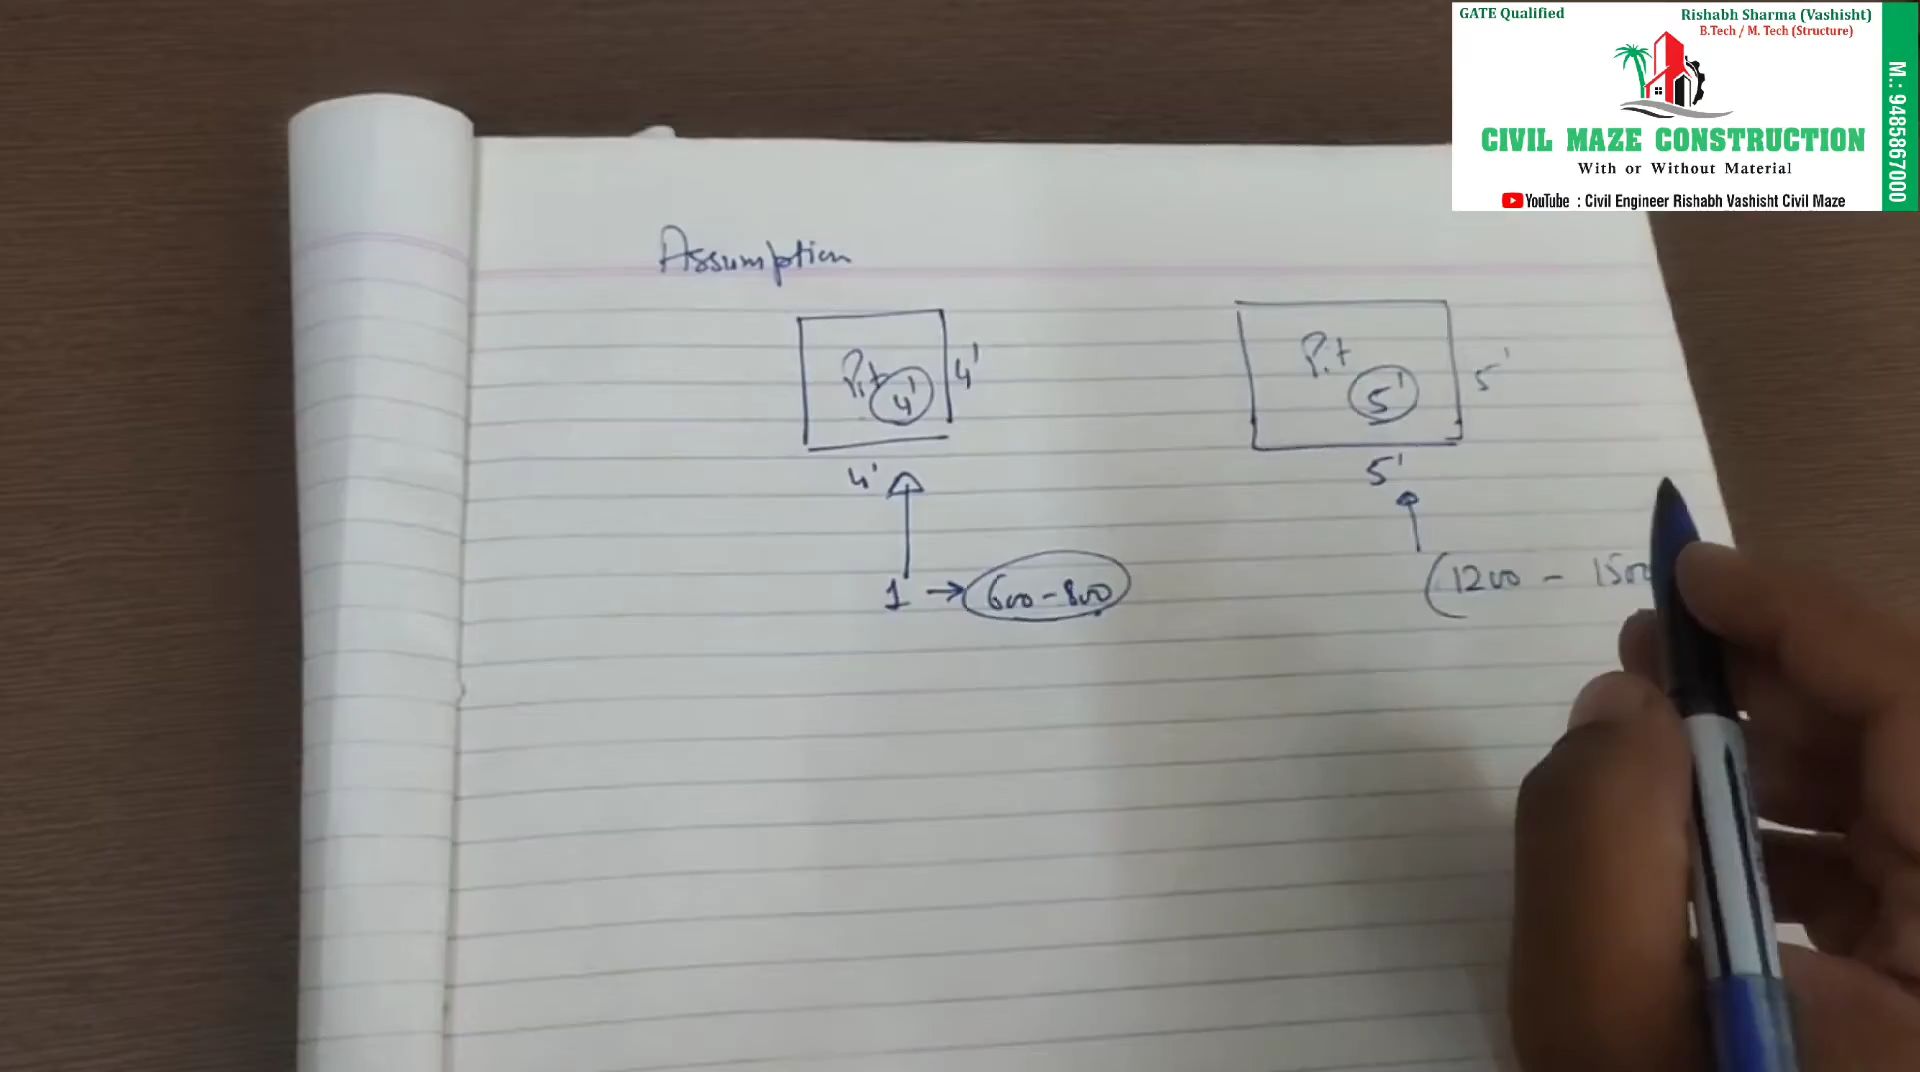 GATE Qualified
Rishabh Sharma (Vashisht)
B.Tech / M. Tech (Structure)
CIVIL MAZE CONSTRUCTION
With or Without Material
YouTube : Civil Engineer Rishabh Vashisht Civil Maze
M.: 9485867000
Assumption
Pit 4' 4'
4'
1 → 600-800
Pit 5' 5'
5'
(1200 - 1500